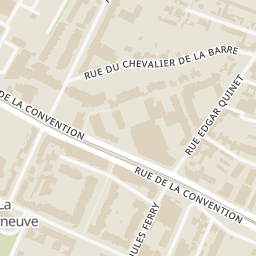 RUE DU CHEVALIER DE LA BARRE
RUE EDGAR QUINET
DE LA CONVENTION
RUE DE LA CONVENTION
La
neuve
JULES FERRY